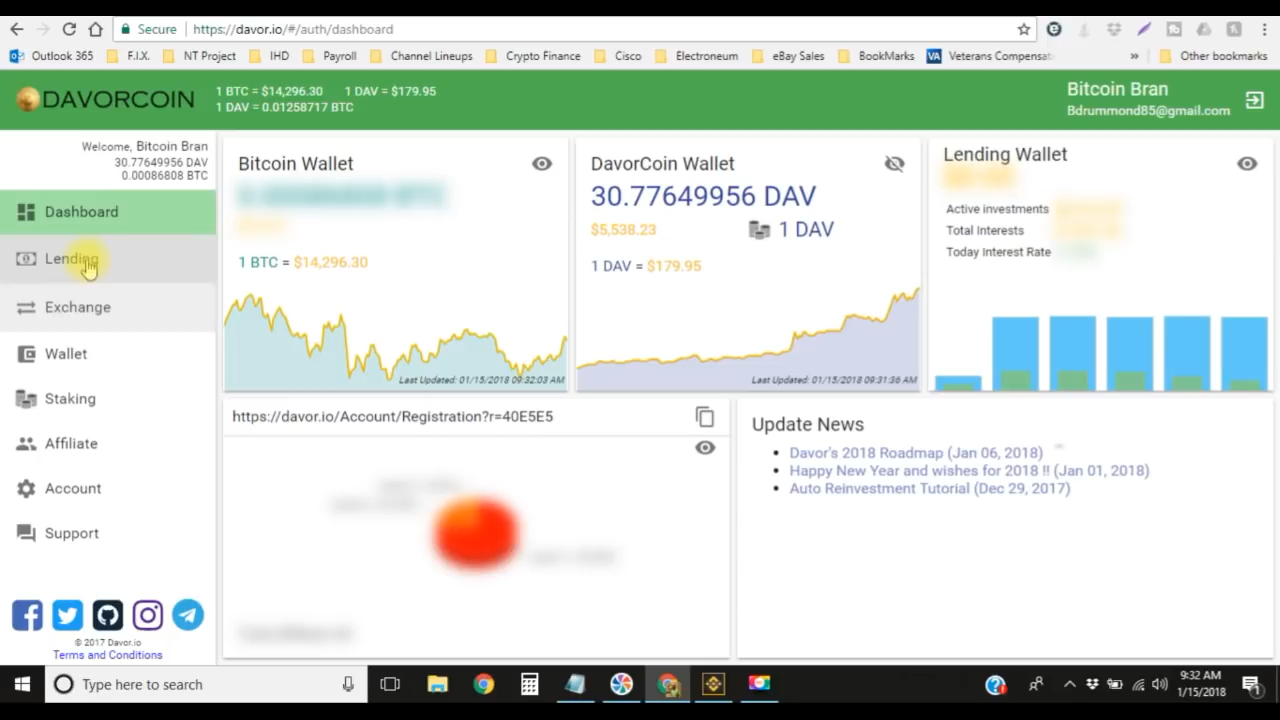 Secure
https://davor.io/#/auth/dashboard
Outlook 365
F.I.X.
NT Project
IHD
Payroll
Channel Lineups
Crypto Finance
Cisco
Electroneum
eBay Sales
BookMarks
VA
Veterans Compensat
»
Other bookmarks
DAVORCOIN
1 BTC = $14,296.30
1 DAV = $179.95
1 DAV = 0.01258717 BTC
Bitcoin Bran
Bdrummond85@gmail.com
Welcome, Bitcoin Bran
30.77649956 DAV
0.00086808 BTC
Dashboard
Lending
Exchange
Wallet
Staking
Affiliate
Account
Support
© 2017 Davor.io
Terms and Conditions
Bitcoin Wallet
1 BTC = $14,296.30
Last Updated: 01/15/2018 09:32:03 AM
DavorCoin Wallet
30.77649956 DAV
$5,538.23
1 DAV
1 DAV = $179.95
Last Updated: 01/15/2018 09:31:36 AM
Lending Wallet
Active investments
Total Interests
Today Interest Rate
https://davor.io/Account/Registration?r=40E5E5
Update News
Davor's 2018 Roadmap (Jan 06, 2018)
Happy New Year and wishes for 2018 !! (Jan 01, 2018)
Auto Reinvestment Tutorial (Dec 29, 2017)
Type here to search
9:32 AM
1/15/2018